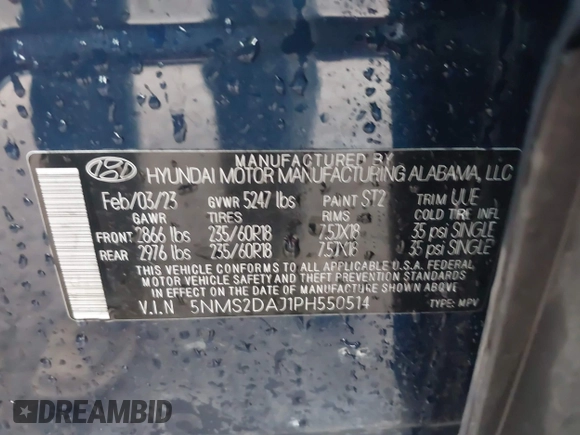 MANUFACTURED BY
HYUNDAI MOTOR MANUFACTURING ALABAMA, LLC
Feb/03/23 GVWR 5247 lbs PAINT ST2 TRIM UUE
GAWR TIRES RIMS COLD TIRE INFL
FRONT 2866 lbs 235/60R18 7.5JX18 35 psi SINGLE
REAR 2976 lbs 235/60R18 7.5JX18 35 psi SINGLE
THIS VEHICLE CONFORMS TO ALL APPLICABLE U.S.A. FEDERAL
MOTOR VEHICLE SAFETY AND THEFT PREVENTION STANDARDS
IN EFFECT ON THE DATE OF MANUFACTURE SHOWN ABOVE
V.I.N 5NMS2DAJ1PH550514 TYPE: MPV
DREAMBID